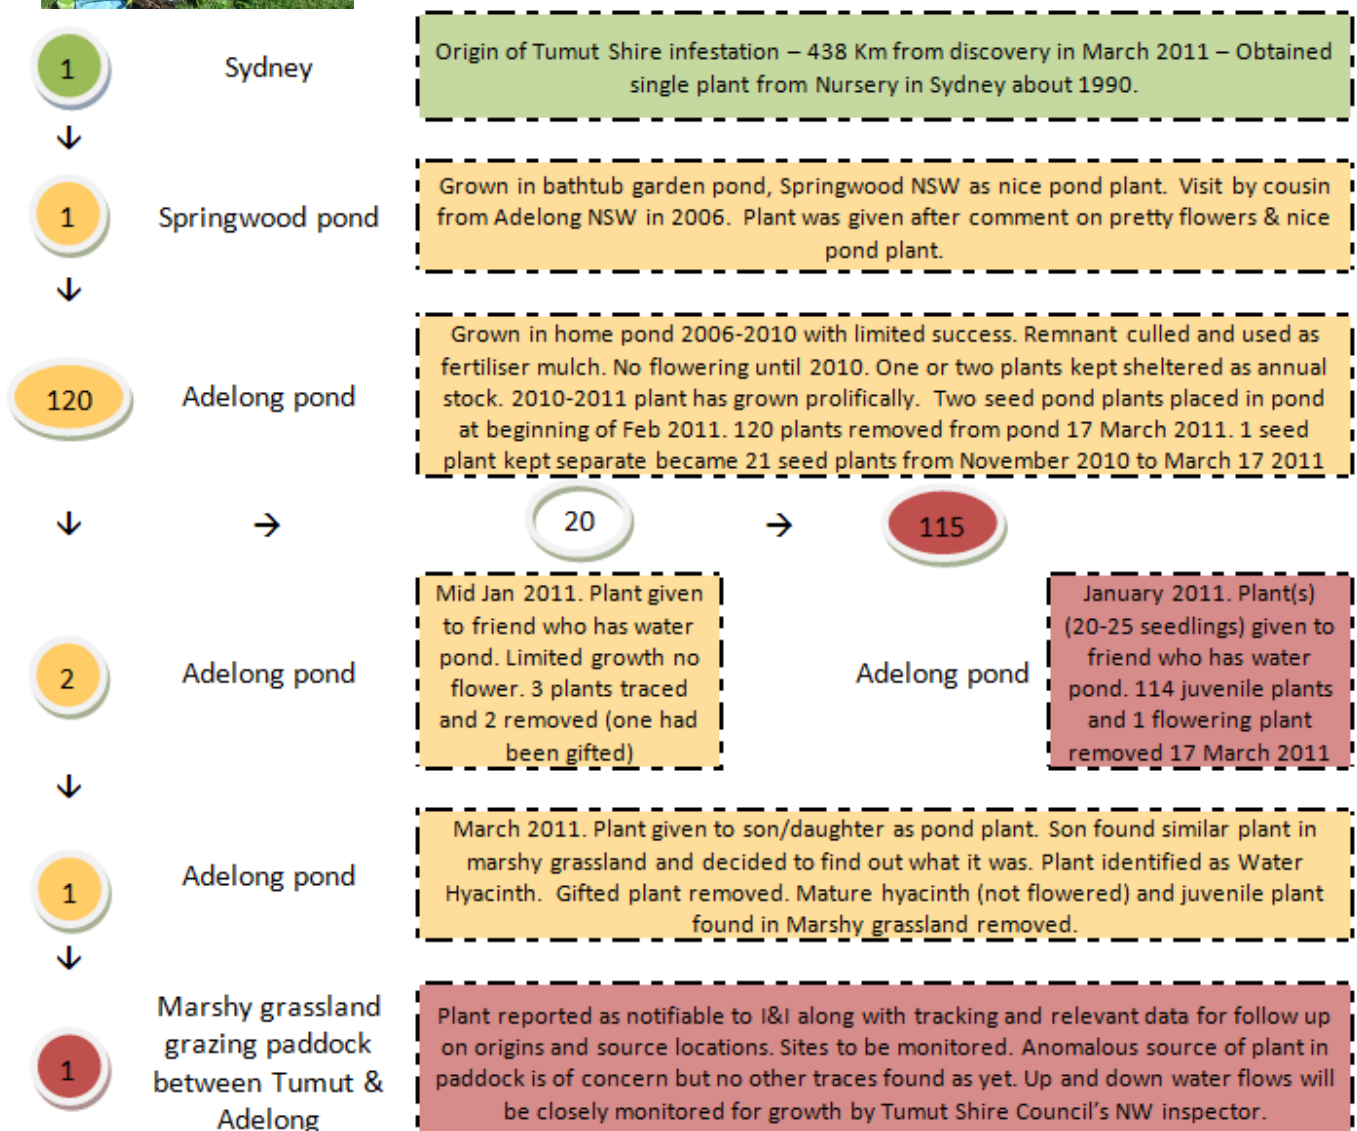 1
Sydney
Origin of Tumut Shire infestation – 438 Km from discovery in March 2011 – Obtained
single plant from Nursery in Sydney about 1990.
↓
1
Springwood pond
Grown in bathtub garden pond, Springwood NSW as nice pond plant. Visit by cousin
from Adelong NSW in 2006. Plant was given after comment on pretty flowers & nice
pond plant.
↓
120
Adelong pond
Grown in home pond 2006-2010 with limited success. Remnant culled and used as
fertiliser mulch. No flowering until 2010. One or two plants kept sheltered as annual
stock. 2010-2011 plant has grown prolifically. Two seed pond plants placed in pond
at beginning of Feb 2011. 120 plants removed from pond 17 March 2011. 1 seed
plant kept separate became 21 seed plants from November 2010 to March 17 2011
↓ → 20 → 115
2
Adelong pond
Mid Jan 2011. Plant given
to friend who has water
pond. Limited growth no
flower. 3 plants traced
and 2 removed (one had
been gifted)
Adelong pond
January 2011. Plant(s)
(20-25 seedlings) given to
friend who has water
pond. 114 juvenile plants
and 1 flowering plant
removed 17 March 2011
↓
1
Adelong pond
March 2011. Plant given to son/daughter as pond plant. Son found similar plant in
marshy grassland and decided to find out what it was. Plant identified as Water
Hyacinth. Gifted plant removed. Mature hyacinth (not flowered) and juvenile plant
found in Marshy grassland removed.
↓
1
Marshy grassland
grazing paddock
between Tumut &
Adelong
Plant reported as notifiable to I&I along with tracking and relevant data for follow up
on origins and source locations. Sites to be monitored. Anomalous source of plant in
paddock is of concern but no other traces found as yet. Up and down water flows will
be closely monitored for growth by Tumut Shire Council's NW inspector.